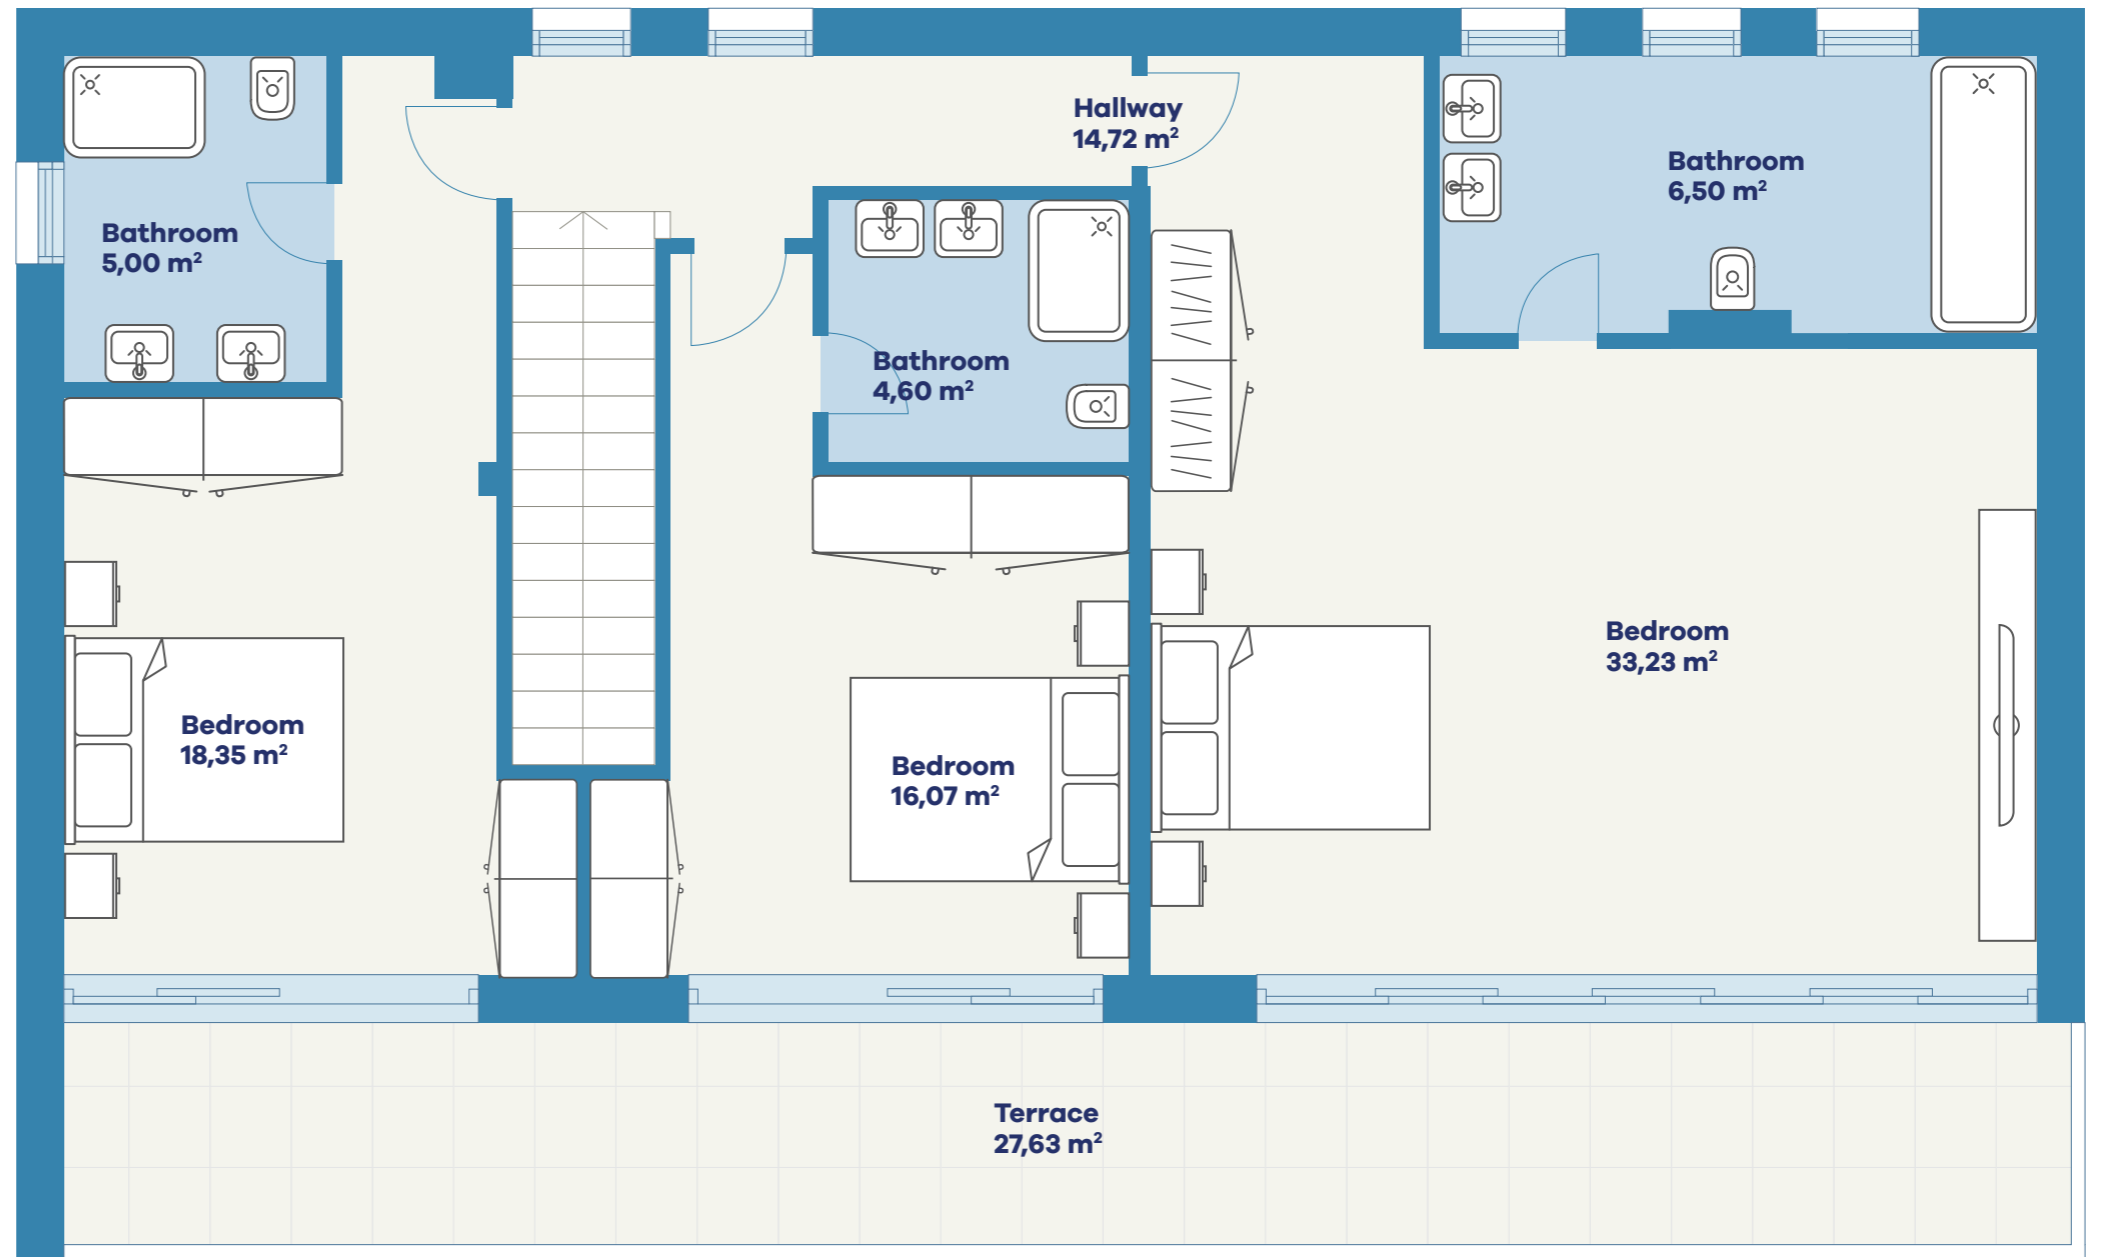 Hallway
14,72 m²
Bathroom
6,50 m²
Bathroom
5,00 m²
Bathroom
4,60 m²
Bedroom
33,23 m²
Bedroom
18,35 m²
Bedroom
16,07 m²
Terrace
27,63 m²